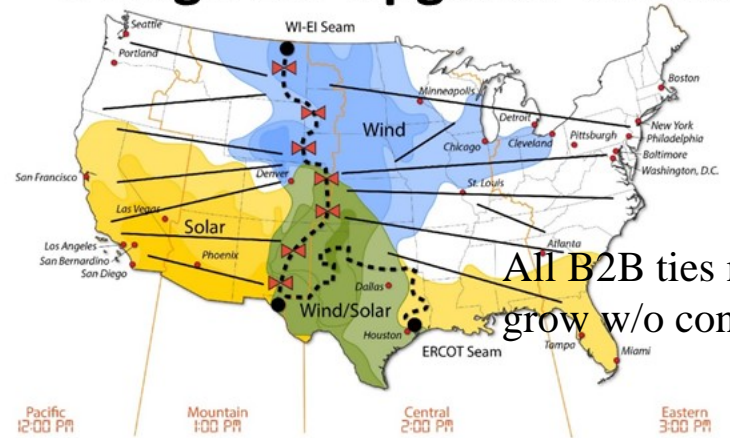 WI-EI Seam
Seattle
Portland
Boston
Minneapolis
Detroit
New York
Wind
Pittsburgh
Philadelphia
Chicago
Cleveland
Baltimore
Washington, D.C.
Denver
San Francisco
St. Louis
Las Vegas
Solar
Los Angeles
Phoenix
San Bernardino
San Diego
Atlanta
All B2B ties
Dallas
Wind/Solar
grow w/o
Houston
ERCOT Seam
Tampa
Miami
Pacific
12:00 PM
Mountain
1:00 PM
Central
2:00 PM
Eastern
3:00 PM